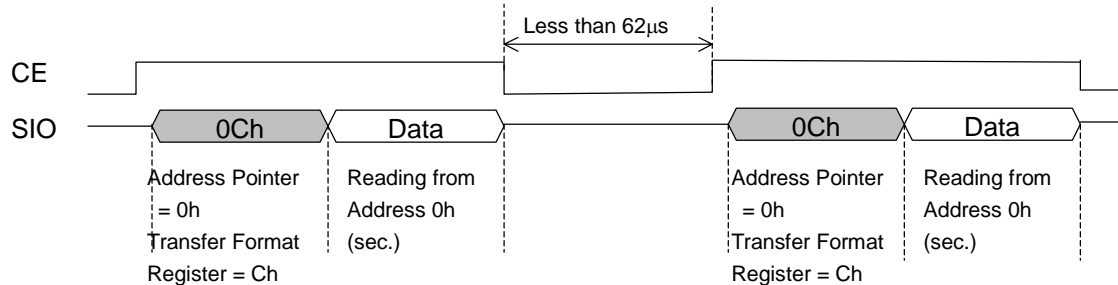 Less than 62μs
CE
SIO
0Ch
Data
0Ch
Data
Address Pointer
= 0h
Transfer Format
Register = Ch
Reading from
Address 0h
(sec.)
Address Pointer
= 0h
Transfer Format
Register = Ch
Reading from
Address 0h
(sec.)